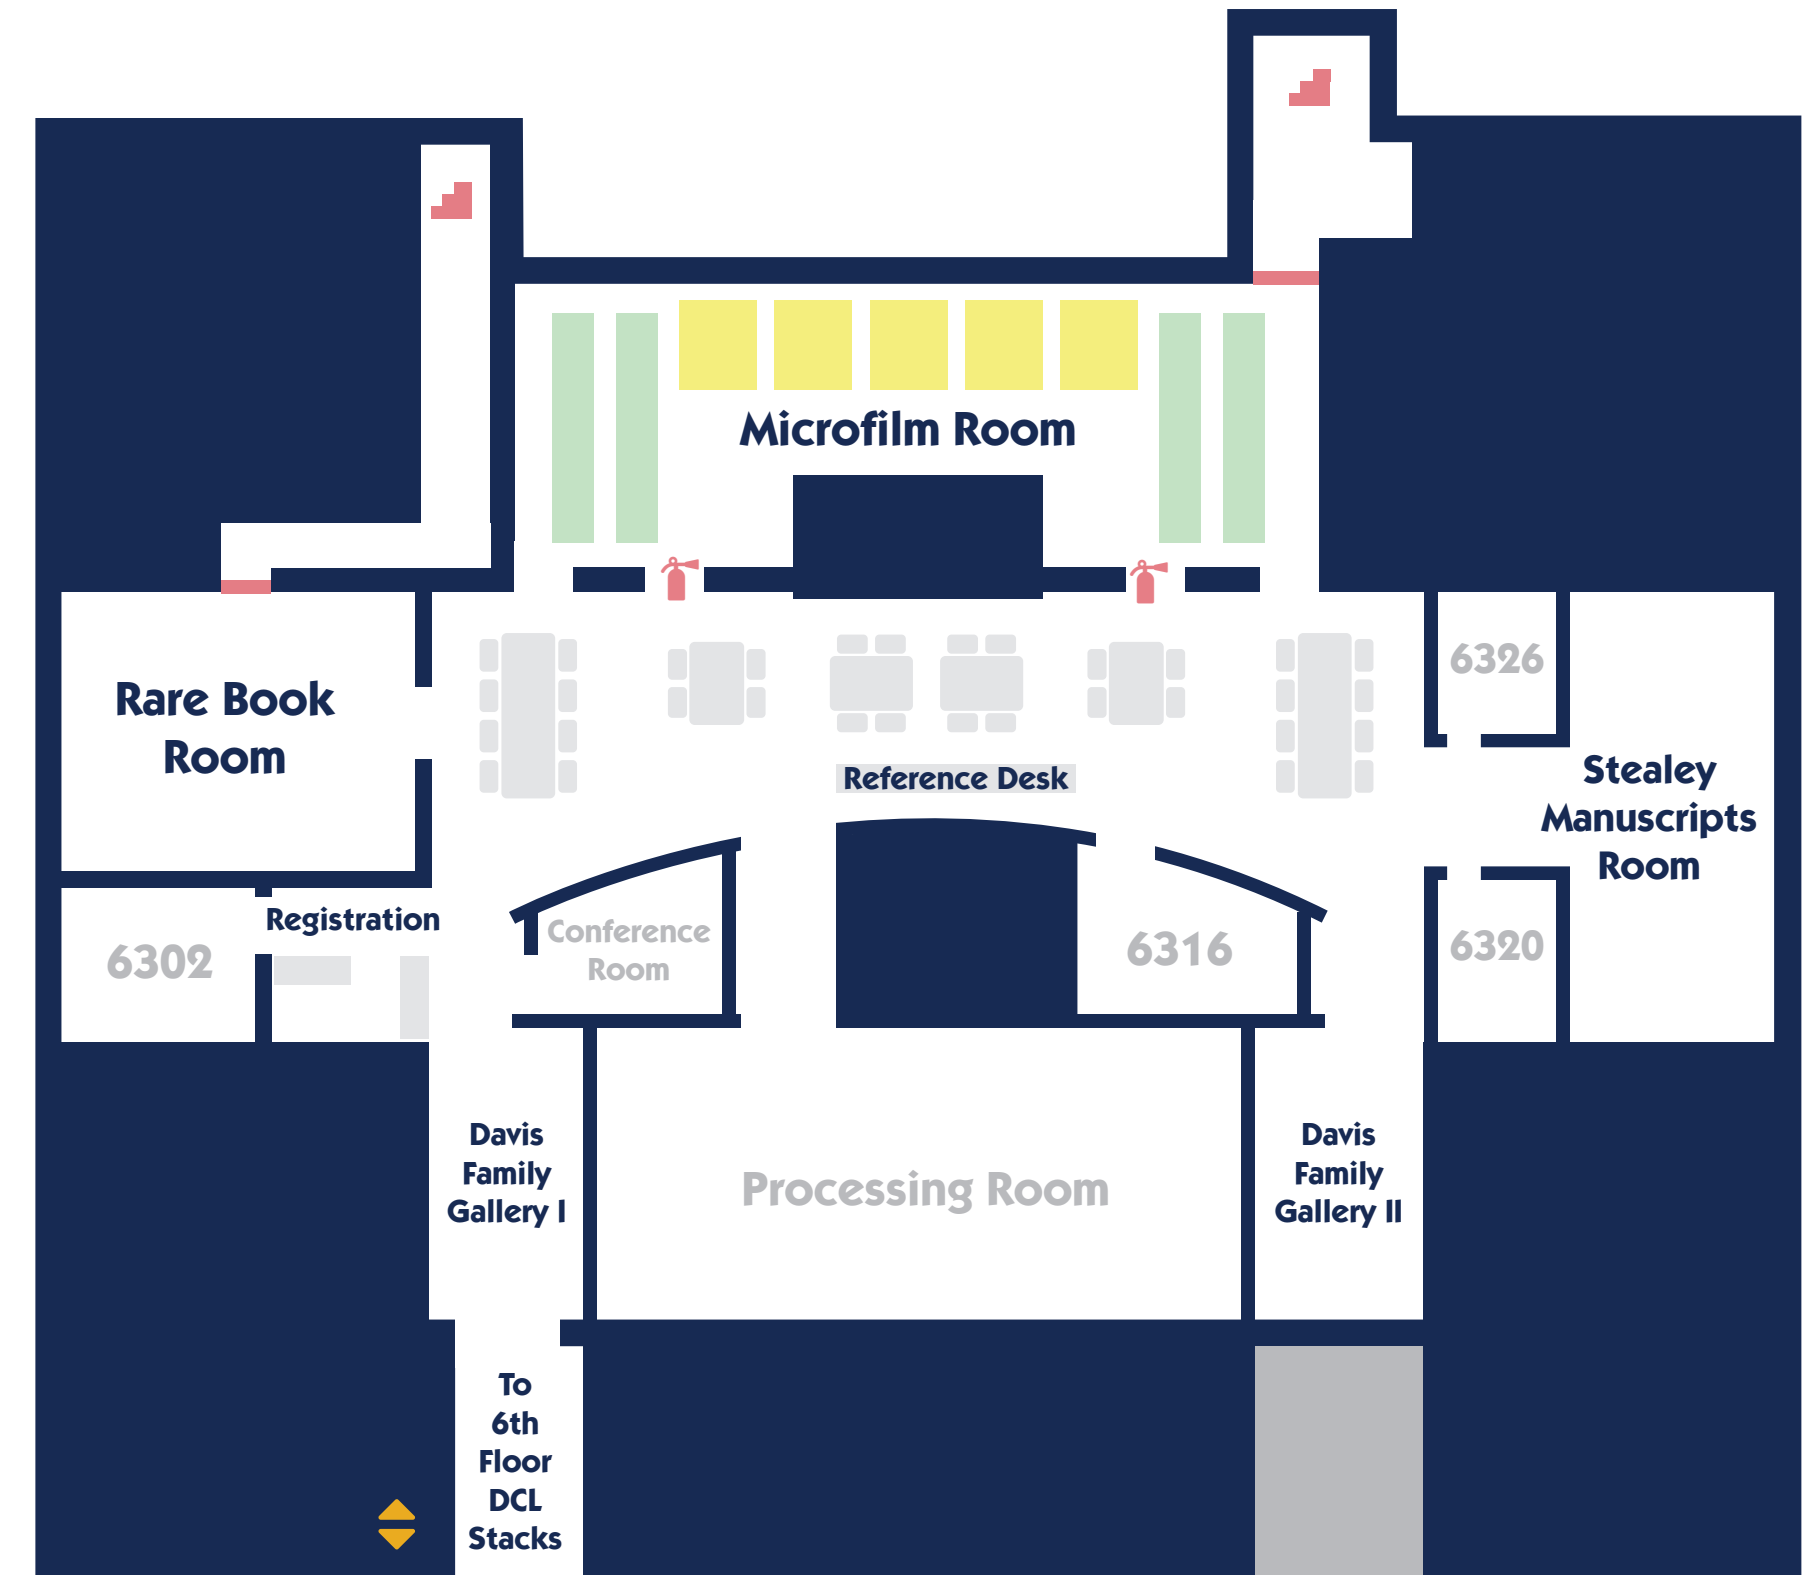 Microfilm Room
6326
Rare Book
Room
Stealey
Manuscripts
Room
Reference Desk
Registration
6302
Conference
Room
6316
6320
Davis
Family
Gallery I
Processing Room
Davis
Family
Gallery II
To
6th
Floor
DCL
Stacks